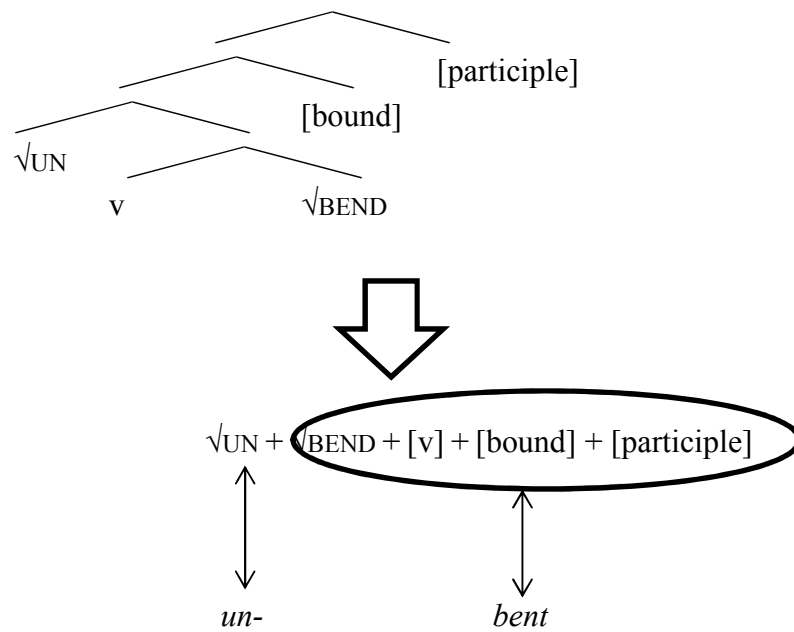 [participle]
[bound]
√UN
v √BEND
√UN + √BEND + [v] + [bound] + [participle]
un- bent